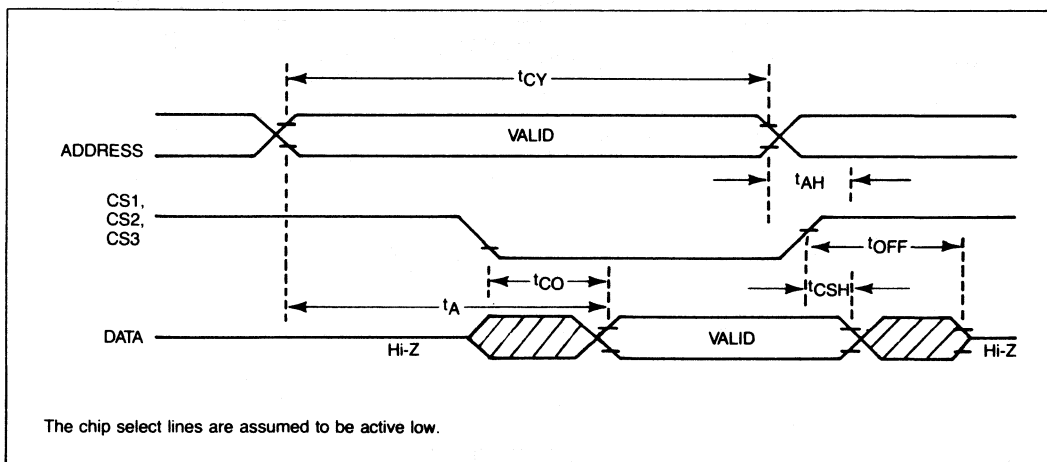 tCY
ADDRESS
VALID
tAH
CS1,
CS2,
CS3
tOFF
tCO
tCSH
tA
DATA
Hi-Z
VALID
Hi-Z
The chip select lines are assumed to be active low.